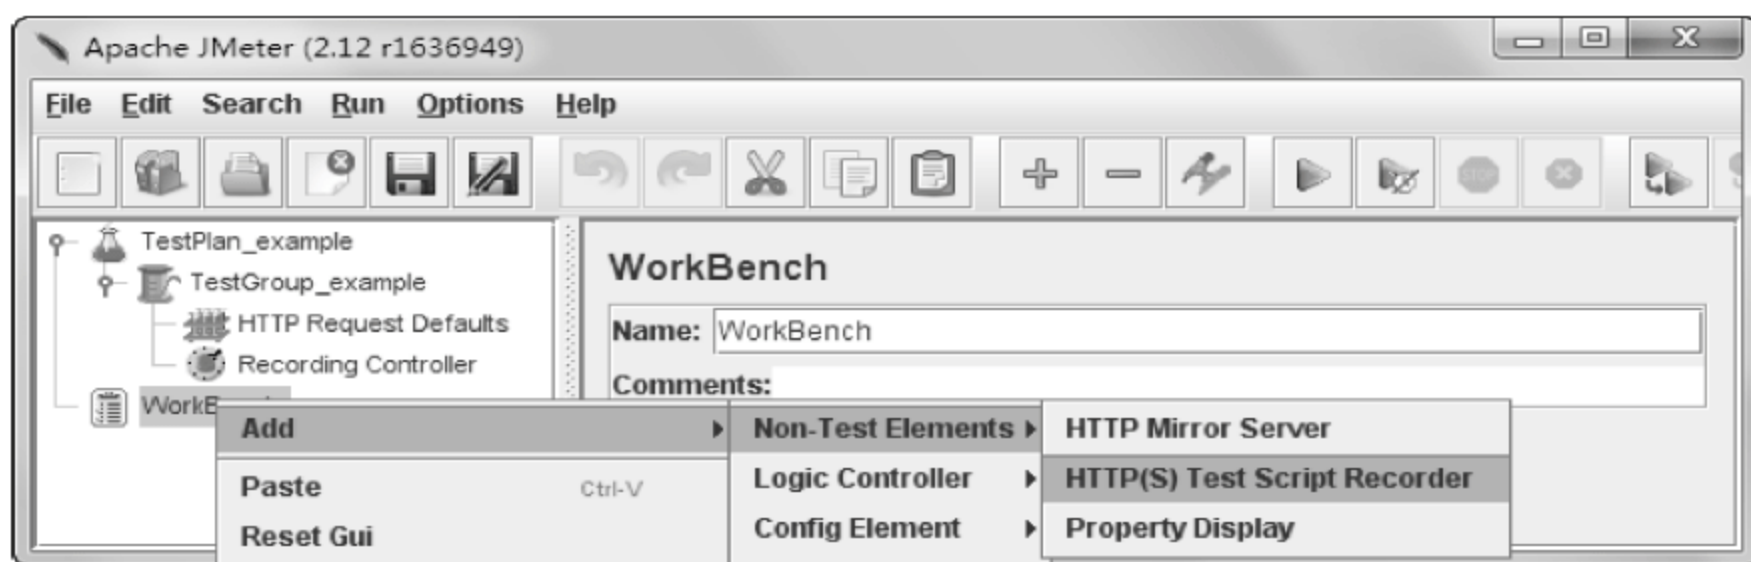 Apache JMeter (2.12 r1636949)
File Edit Search Run Options Help
TestPlan_example
TestGroup_example
HTTP Request Defaults
Recording Controller
WorkBench
WorkBench
Name: WorkBench
Comments:
Add
Paste Ctrl-V
Reset Gui
Non-Test Elements
Logic Controller
Config Element
HTTP Mirror Server
HTTP(S) Test Script Recorder
Property Display